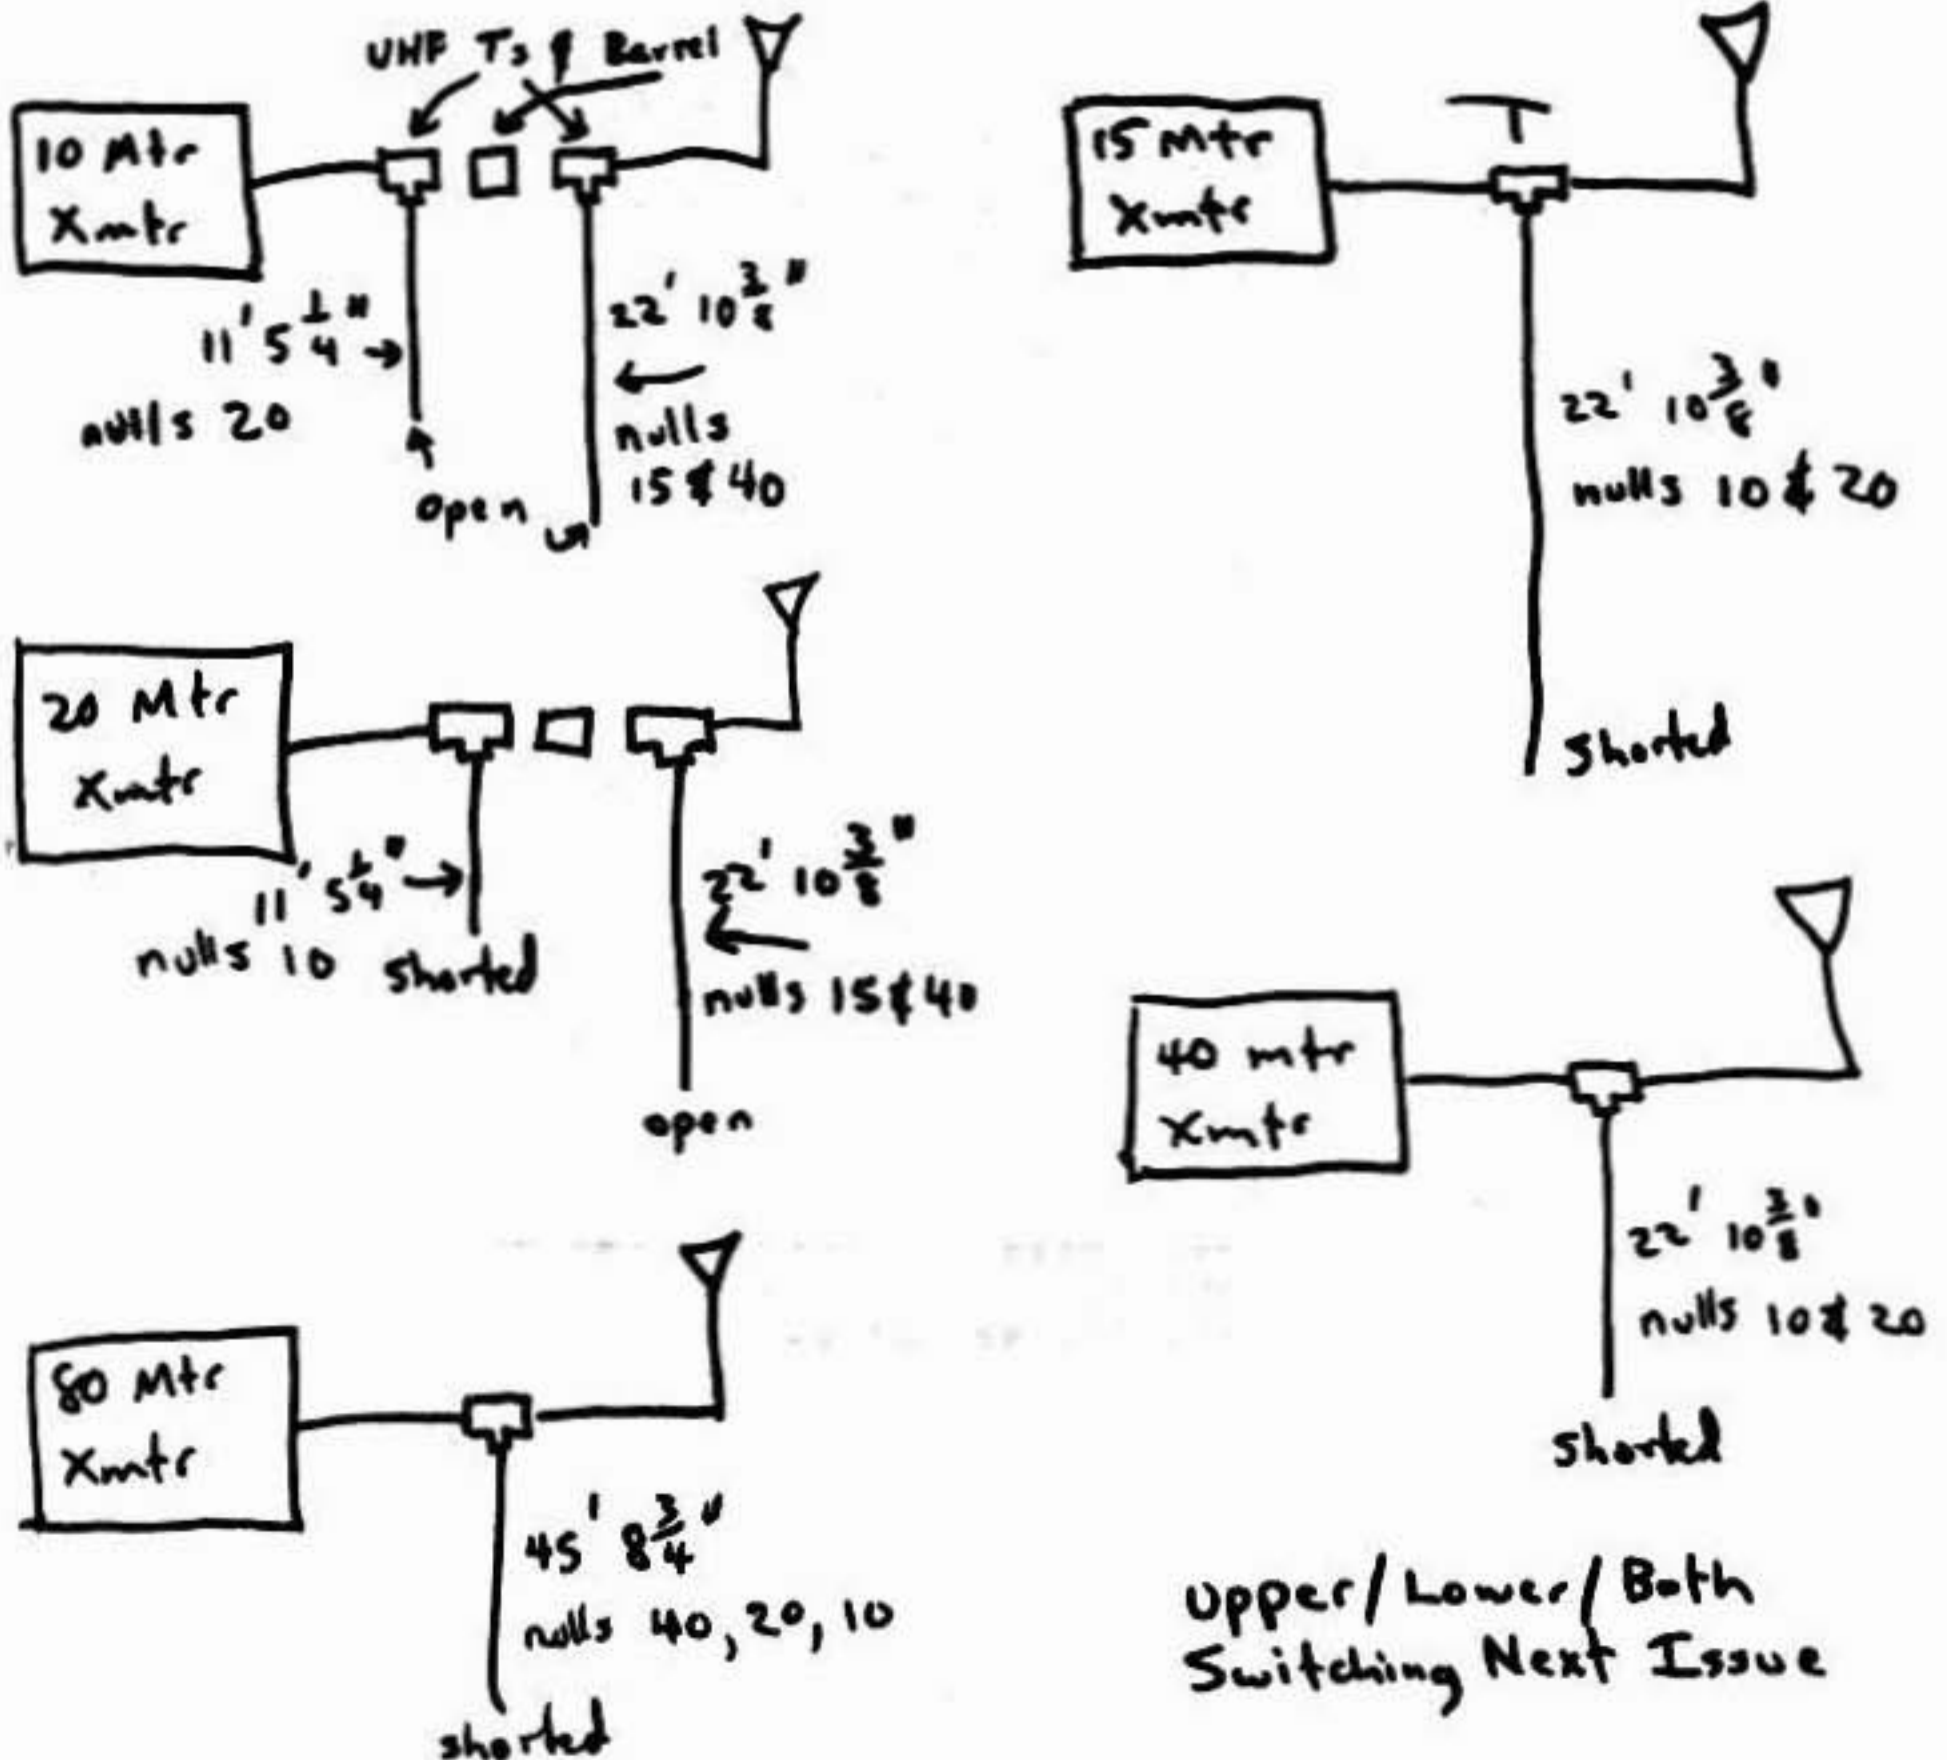 UHF Ts & Barrel
10 Mtr
Xmtr
11' 5 1/4"
nulls 20
open
22' 10 3/8"
nulls
15 & 40
15 Mtr
Xmtr
T
22' 10 3/8"
nulls 10 & 20
shorted
20 Mtr
Xmtr
11' 5 1/4"
nulls 10 shorted
22' 10 3/8"
nulls 15 & 40
open
40 mtr
Xmtr
22' 10 3/8"
nulls 10 & 20
shorted
80 Mtr
Xmtr
45' 8 3/4"
nulls 40, 20, 10
shorted
Upper/Lower/Both
Switching Next Issue